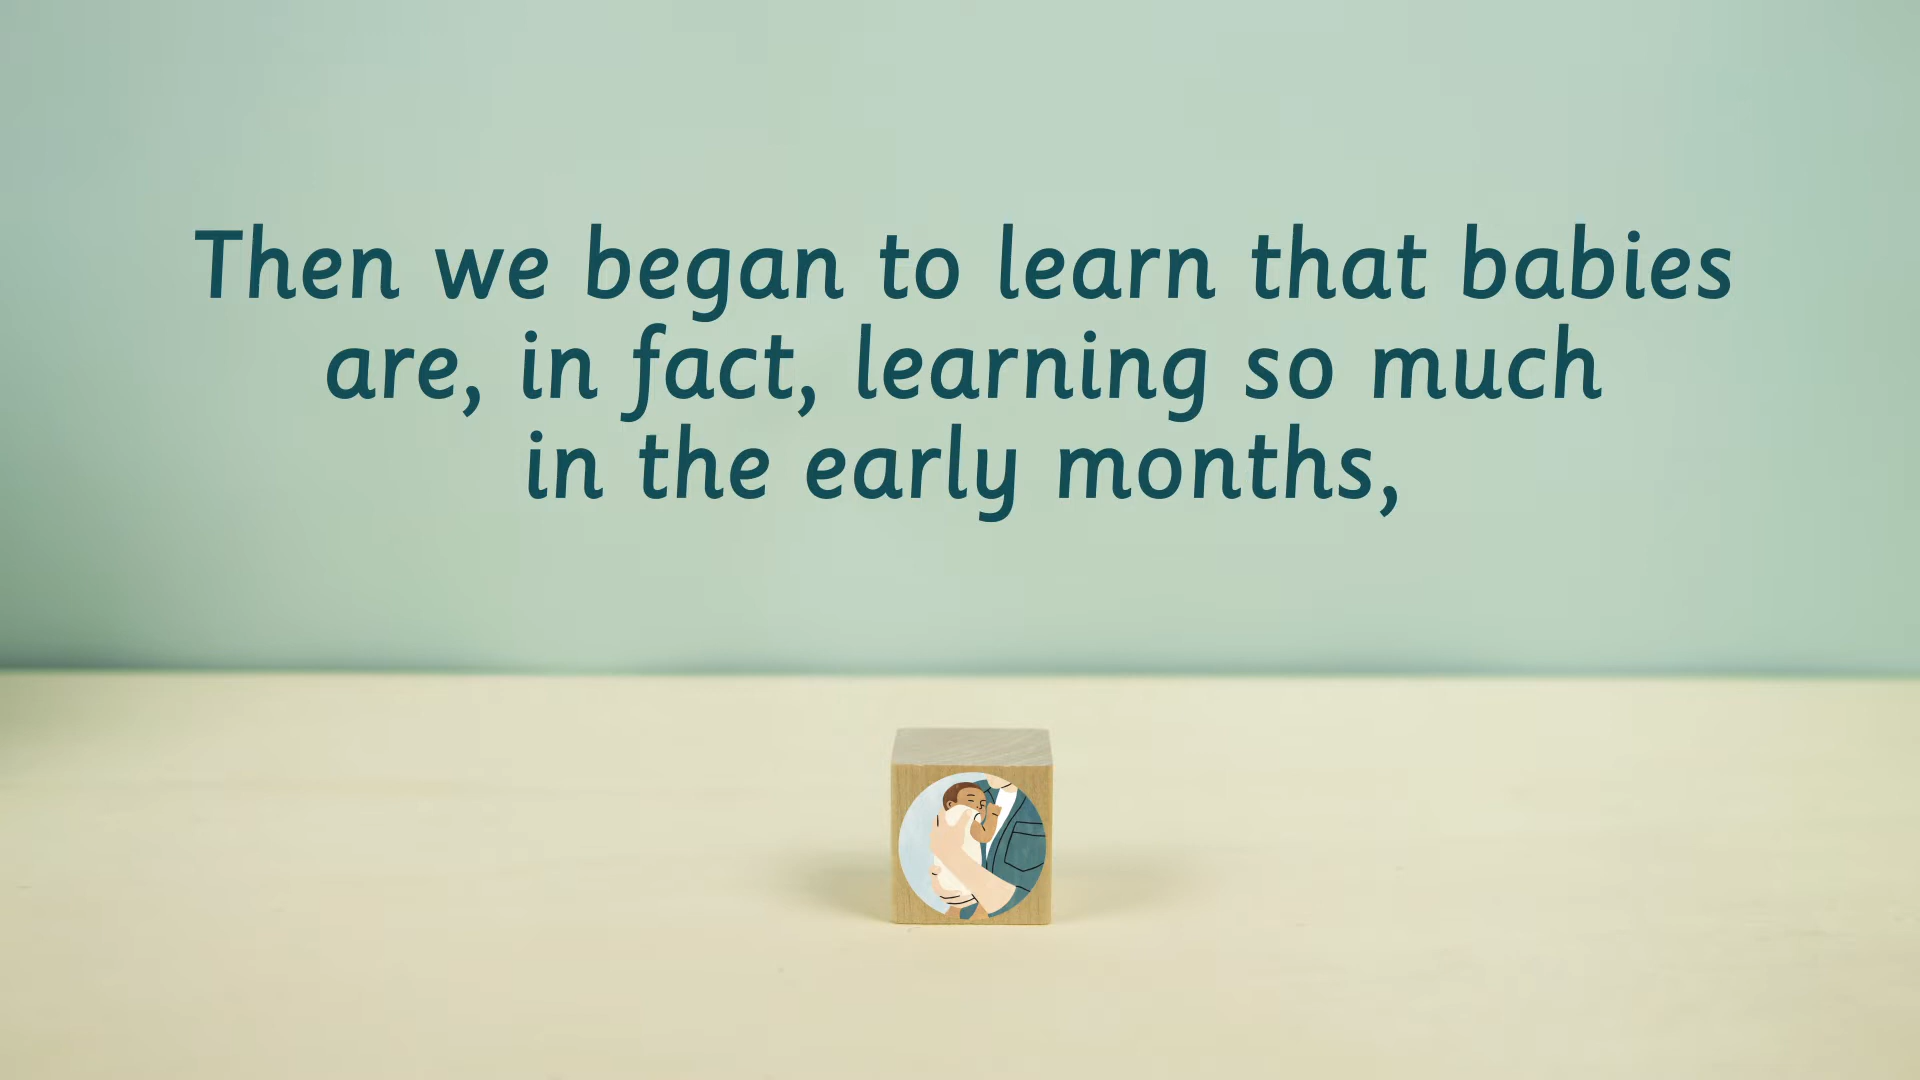 Then we began to learn that babies
are, in fact, learning so much
in the early months,